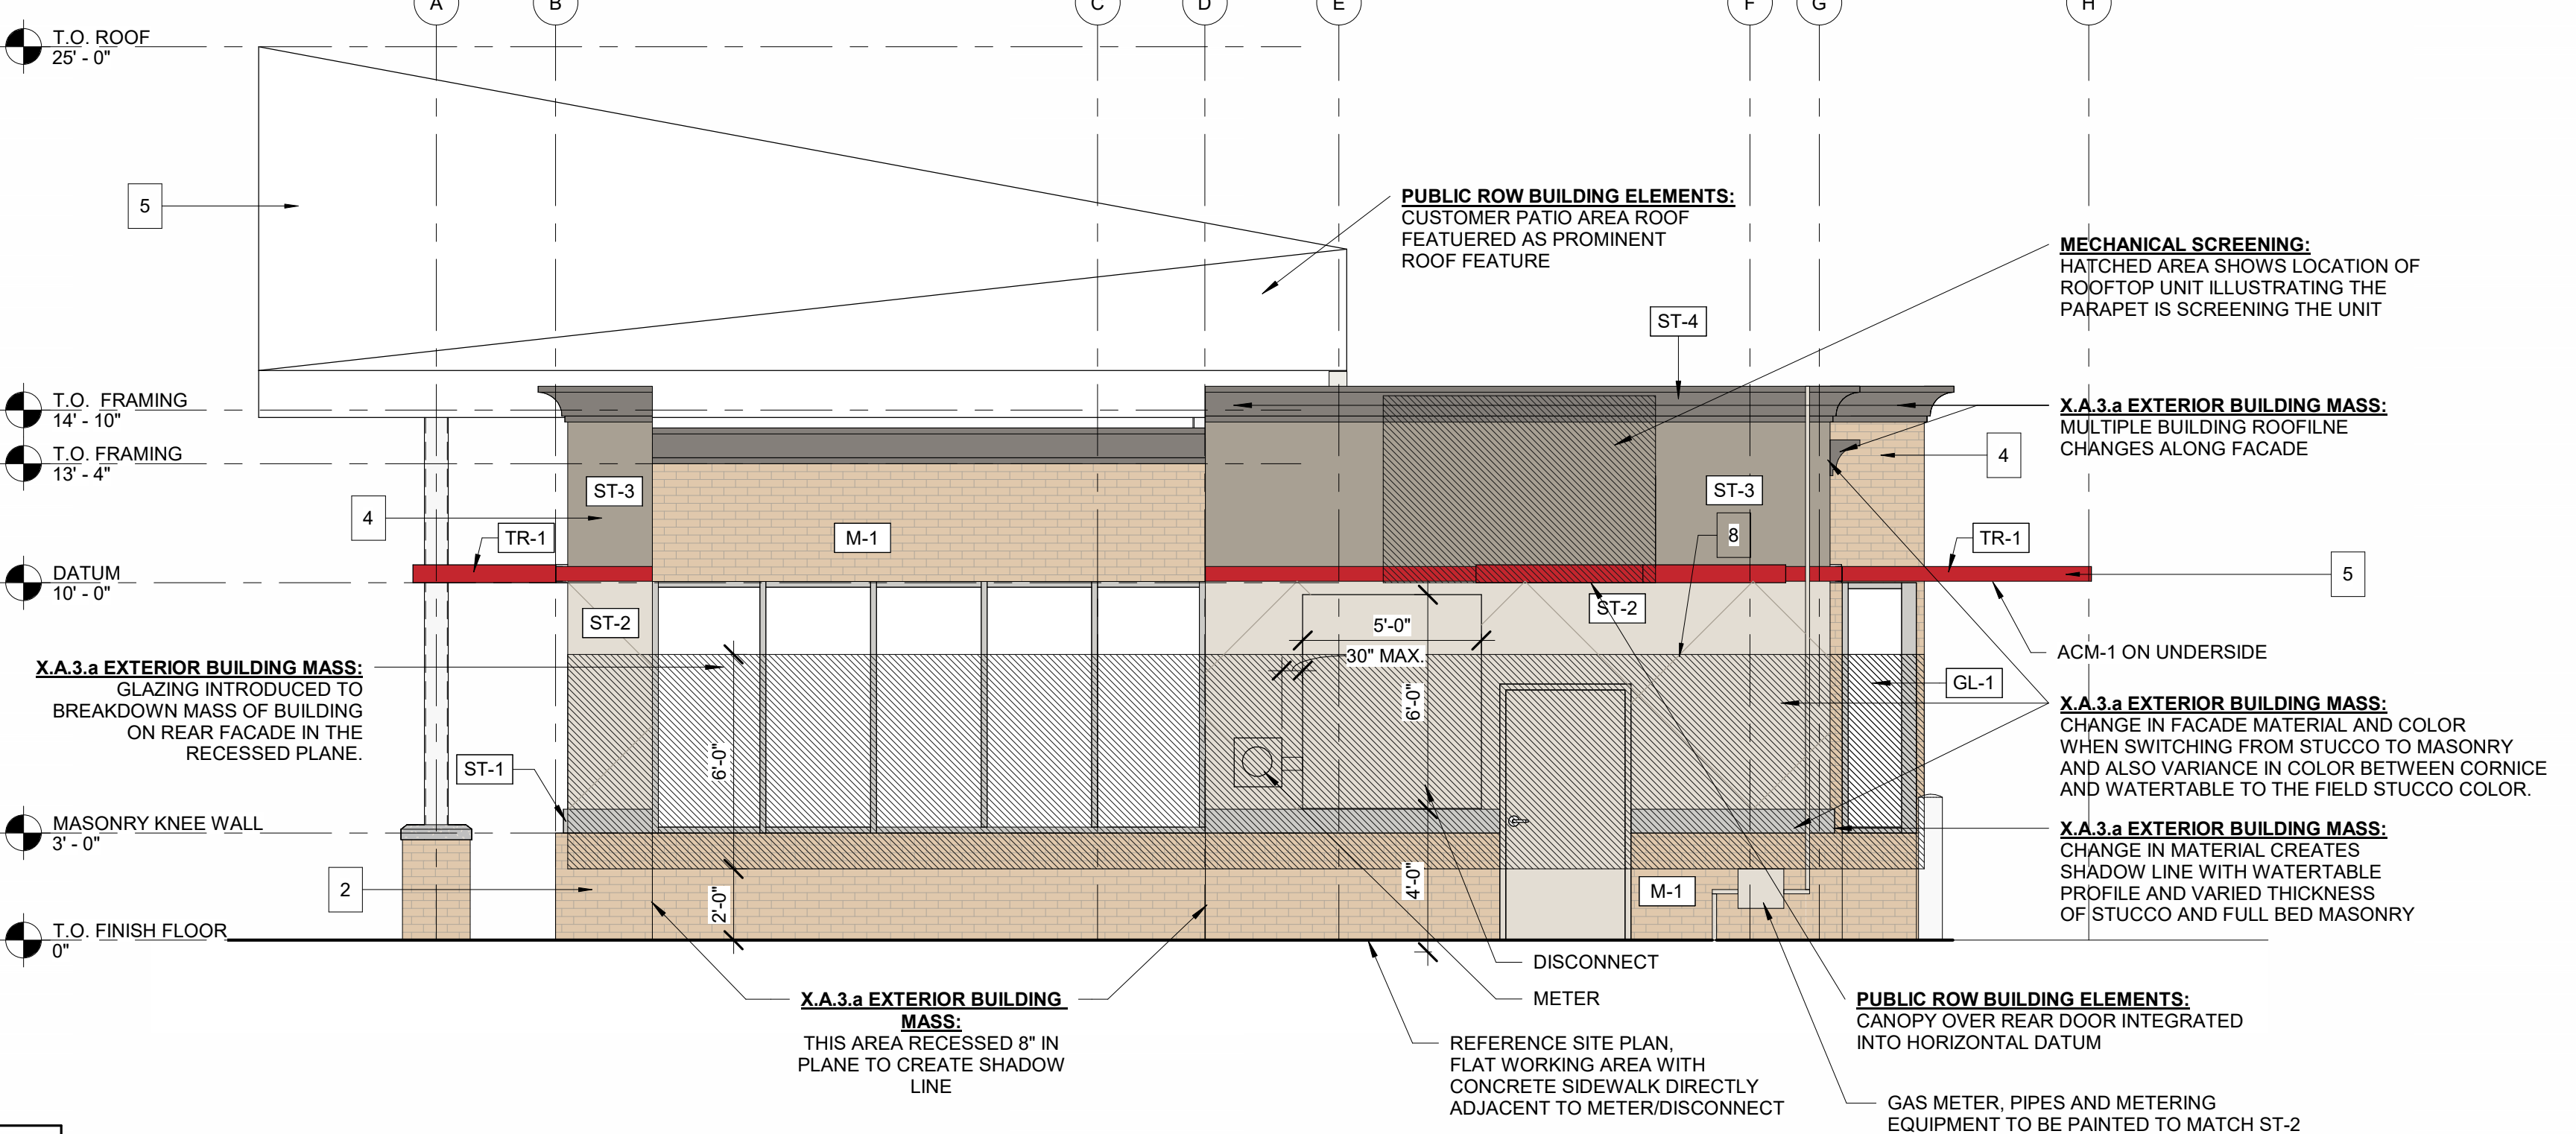 A
B
C
D
E
F
G
H
T.O. ROOF
25' - 0"
5
PUBLIC ROW BUILDING ELEMENTS:
CUSTOMER PATIO AREA ROOF
FEATUERED AS PROMINENT
ROOF FEATURE
MECHANICAL SCREENING:
HATCHED AREA SHOWS LOCATION OF
ROOFTOP UNIT ILLUSTRATING THE
PARAPET IS SCREENING THE UNIT
ST-4
T.O. FRAMING
14' - 10"
X.A.3.a EXTERIOR BUILDING MASS:
MULTIPLE BUILDING ROOFILNE
CHANGES ALONG FACADE
T.O. FRAMING
13' - 4"
4
ST-3
ST-3
4
TR-1
M-1
8
TR-1
DATUM
10' - 0"
5
ST-2
ST-2
5'-0"
30" MAX.
6'-0"
ACM-1 ON UNDERSIDE
X.A.3.a EXTERIOR BUILDING MASS:
GLAZING INTRODUCED TO
BREAKDOWN MASS OF BUILDING
ON REAR FACADE IN THE
RECESSED PLANE.
GL-1
X.A.3.a EXTERIOR BUILDING MASS:
CHANGE IN FACADE MATERIAL AND COLOR
WHEN SWITCHING FROM STUCCO TO MASONRY
AND ALSO VARIANCE IN COLOR BETWEEN CORNICE
AND WATERTABLE TO THE FIELD STUCCO COLOR.
6'-0"
ST-1
MASONRY KNEE WALL
3' - 0"
X.A.3.a EXTERIOR BUILDING MASS:
CHANGE IN MATERIAL CREATES
SHADOW LINE WITH WATERTABLE
PROFILE AND VARIED THICKNESS
OF STUCCO AND FULL BED MASONRY
2
2'-0"
4'-0"
M-1
T.O. FINISH FLOOR
0"
DISCONNECT
METER
X.A.3.a EXTERIOR BUILDING
MASS:
THIS AREA RECESSED 8" IN
PLANE TO CREATE SHADOW
LINE
PUBLIC ROW BUILDING ELEMENTS:
CANOPY OVER REAR DOOR INTEGRATED
INTO HORIZONTAL DATUM
REFERENCE SITE PLAN,
FLAT WORKING AREA WITH
CONCRETE SIDEWALK DIRECTLY
ADJACENT TO METER/DISCONNECT
GAS METER, PIPES AND METERING
EQUIPMENT TO BE PAINTED TO MATCH ST-2